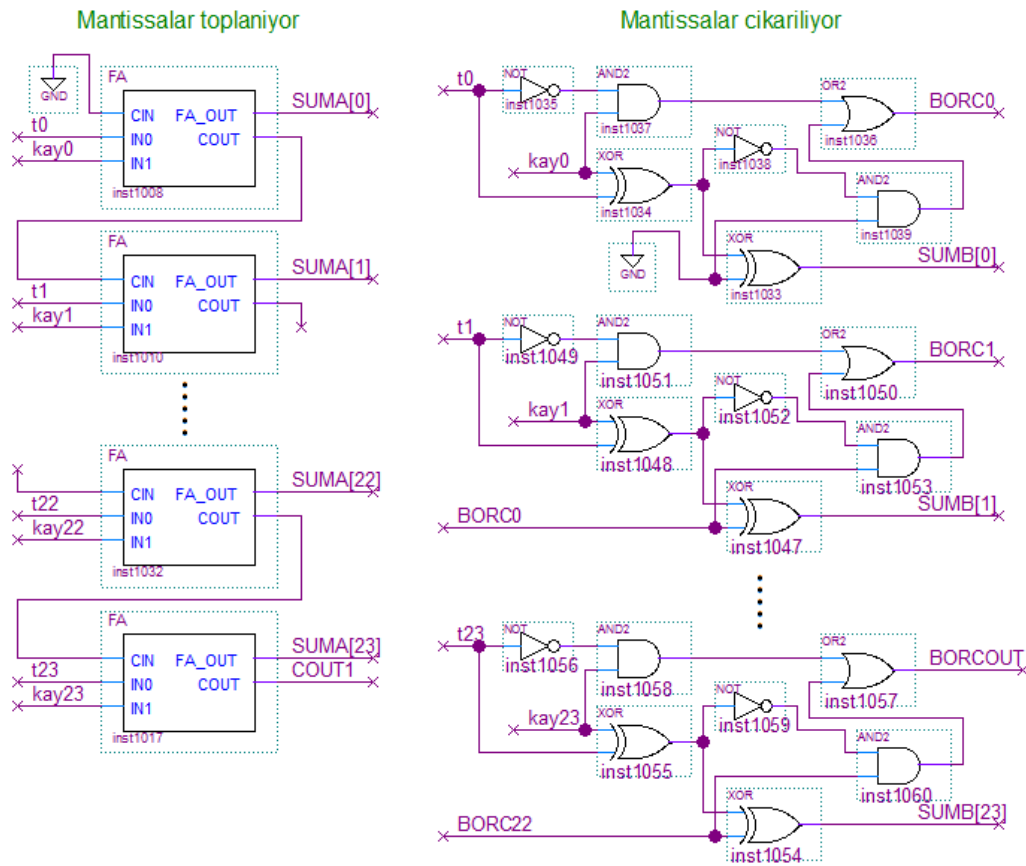 Mantissalar toplaniyor
FA
GND
CIN FA_OUT
SUMA[0]
t0
IN0 COUT
kay0
IN1
inst1008
FA
CIN FA_OUT
SUMA[1]
t1
IN0 COUT
kay1
IN1
inst1010
FA
CIN FA_OUT
SUMA[22]
t22
IN0 COUT
kay22
IN1
inst1032
FA
CIN FA_OUT
SUMA[23]
t23
IN0 COUT
COUT1
kay23
IN1
inst1017
Mantissalar cikariliyor
t0
NOT
inst1035
AND2
inst1037
OR2
inst1036
BORC0
kay0
XOR
inst1034
NOT
inst1038
AND2
inst1039
GND
XOR
inst1033
SUMB[0]
t1
NOT
inst1049
AND2
inst1051
OR2
inst1050
BORC1
kay1
XOR
inst1048
NOT
inst1052
AND2
inst1053
BORC0
XOR
inst1047
SUMB[1]
t23
NOT
inst1056
AND2
inst1058
OR2
inst1057
BORCOUT
kay23
XOR
inst1055
NOT
inst1059
AND2
inst1060
BORC22
XOR
inst1054
SUMB[23]